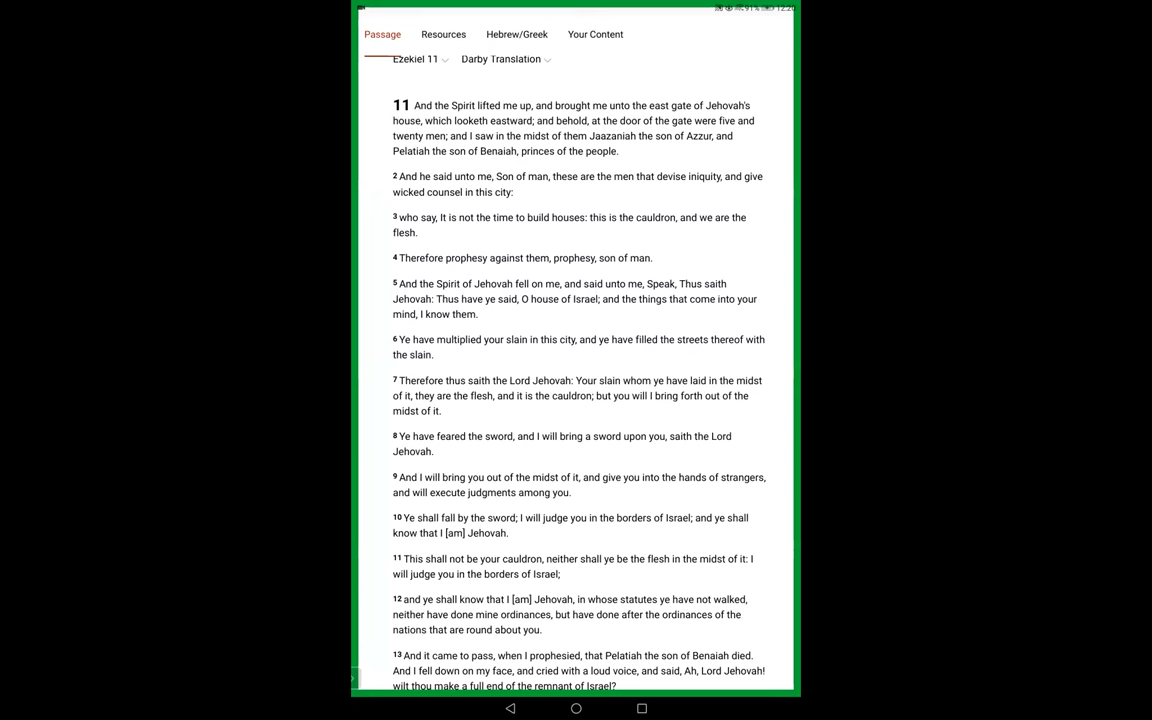 91% 12:20
Passage Resources Hebrew/Greek Your Content
Ezekiel 11 Darby Translation
11 And the Spirit lifted me up, and brought me unto the east gate of Jehovah's
house, which looketh eastward; and behold, at the door of the gate were five and
twenty men; and I saw in the midst of them Jaazaniah the son of Azzur, and
Pelatiah the son of Benaiah, princes of the people.
2 And he said unto me, Son of man, these are the men that devise iniquity, and give
wicked counsel in this city:
3 who say, It is not the time to build houses: this is the cauldron, and we are the
flesh.
4 Therefore prophesy against them, prophesy, son of man.
5 And the Spirit of Jehovah fell on me, and said unto me, Speak, Thus saith
Jehovah: Thus have ye said, O house of Israel; and the things that come into your
mind, I know them.
6 Ye have multiplied your slain in this city, and ye have filled the streets thereof with
the slain.
7 Therefore thus saith the Lord Jehovah: Your slain whom ye have laid in the midst
of it, they are the flesh, and it is the cauldron; but you will I bring forth out of the
midst of it.
8 Ye have feared the sword, and I will bring a sword upon you, saith the Lord
Jehovah.
9 And I will bring you out of the midst of it, and give you into the hands of strangers,
and will execute judgments among you.
10 Ye shall fall by the sword; I will judge you in the borders of Israel; and ye shall
know that I [am] Jehovah.
11 This shall not be your cauldron, neither shall ye be the flesh in the midst of it: I
will judge you in the borders of Israel;
12 and ye shall know that I [am] Jehovah, in whose statutes ye have not walked,
neither have done mine ordinances, but have done after the ordinances of the
nations that are round about you.
13 And it came to pass, when I prophesied, that Pelatiah the son of Benaiah died.
And I fell down on my face, and cried with a loud voice, and said, Ah, Lord Jehovah!
wilt thou make a full end of the remnant of Israel?